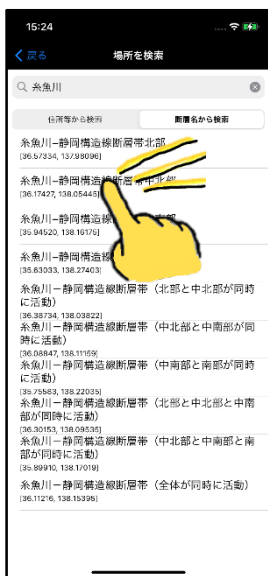 15:24
戻る
場所を検索
糸魚川
住所等から検索
断層名から検索
糸魚川－静岡構造線断層帯北部
[36.57334, 137.98096]
糸魚川－静岡構造線断層帯中北部
[36.17427, 138.05445]
糸魚川－静岡構造線
[35.94520, 138.16175]
糸魚川－静岡構造線
[35.63033, 138.27403]
糸魚川－静岡構造線断層帯（北部と中北部が同時
に活動）
[36.38734, 138.03822]
糸魚川－静岡構造線断層帯（中北部と中南部が同
時に活動）
[36.08847, 138.11159]
糸魚川－静岡構造線断層帯（中南部と南部が同時
に活動）
[35.75583, 138.22035]
糸魚川－静岡構造線断層帯（北部と中北部と中南
部が同時に活動）
[36.30153, 138.09535]
糸魚川－静岡構造線断層帯（中北部と中南部と南
部が同時に活動）
[35.89910, 138.17019]
糸魚川－静岡構造線断層帯（全体が同時に活動）
[36.11216, 138.15395]